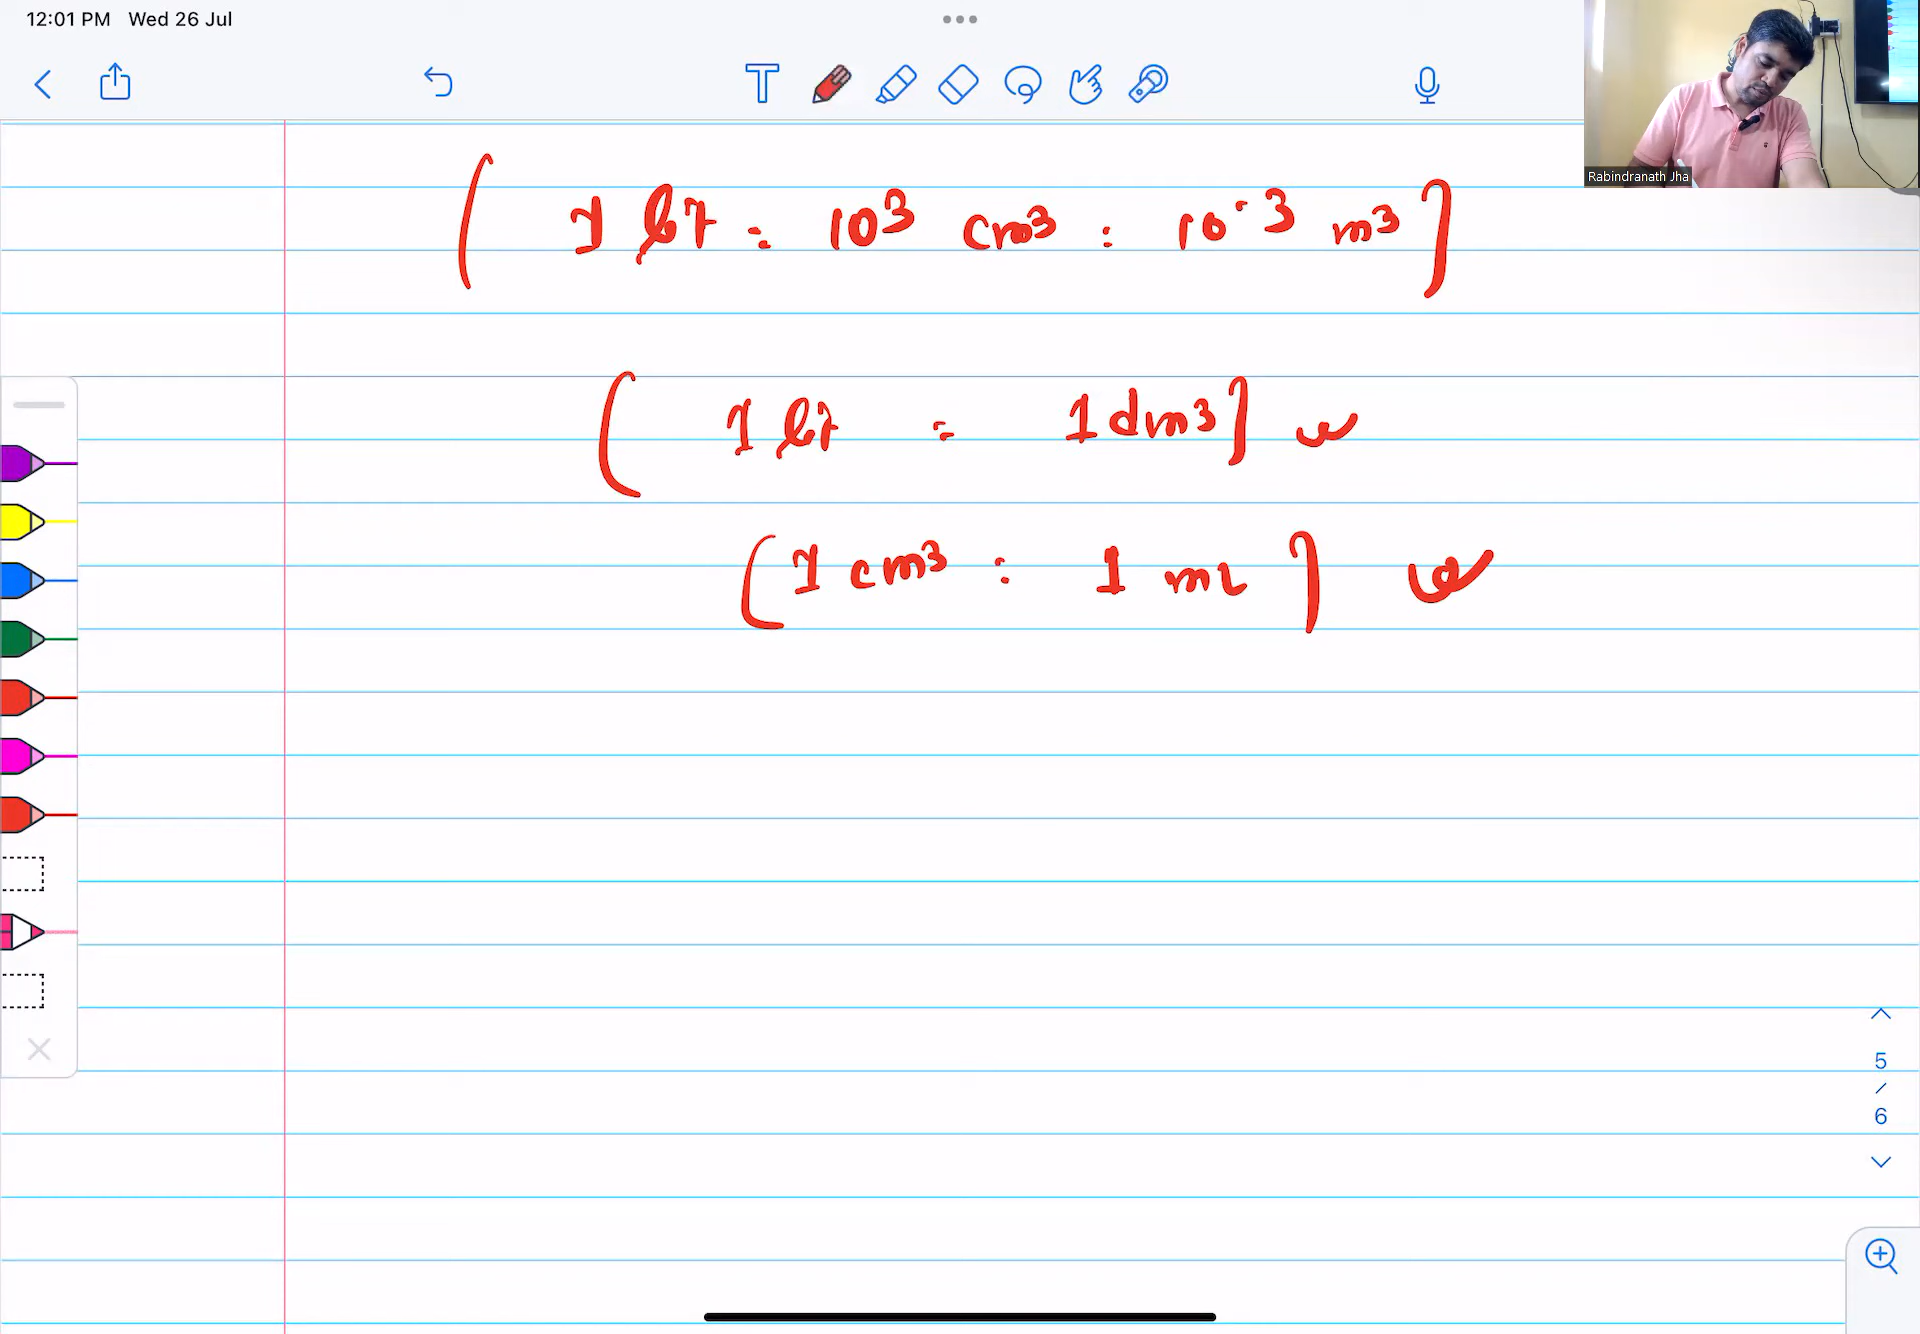 12:01 PM Wed 26 Jul
T
Rabindranath Jha
( 1 lit = 10³ cm³ = 10⁻³ m³ ]
( 1 lit = 1 dm³ ]
[ 1 cm³ = 1 mL ]
5
/
6